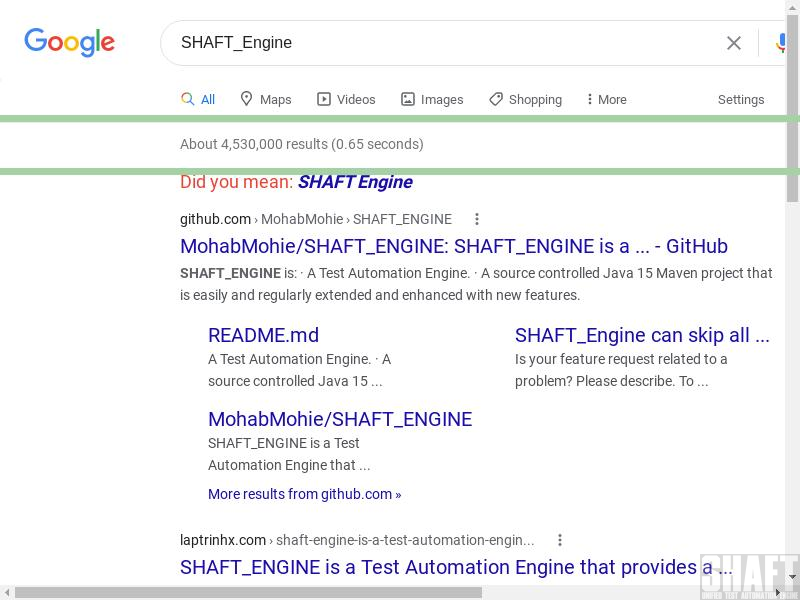 Google
SHAFT_Engine
All Maps Videos Images Shopping More Settings
About 4,530,000 results (0.65 seconds)
Did you mean: SHAFT Engine
github.com › MohabMohie › SHAFT_ENGINE
MohabMohie/SHAFT_ENGINE: SHAFT_ENGINE is a ... - GitHub
SHAFT_ENGINE is: · A Test Automation Engine. · A source controlled Java 15 Maven project that
is easily and regularly extended and enhanced with new features.
README.md
A Test Automation Engine. · A
source controlled Java 15 ...
SHAFT_Engine can skip all ...
Is your feature request related to a
problem? Please describe. To ...
MohabMohie/SHAFT_ENGINE
SHAFT_ENGINE is a Test
Automation Engine that ...
More results from github.com »
laptrinhx.com › shaft-engine-is-a-test-automation-engin...
SHAFT_ENGINE is a Test Automation Engine that provides a ...
SHAFT